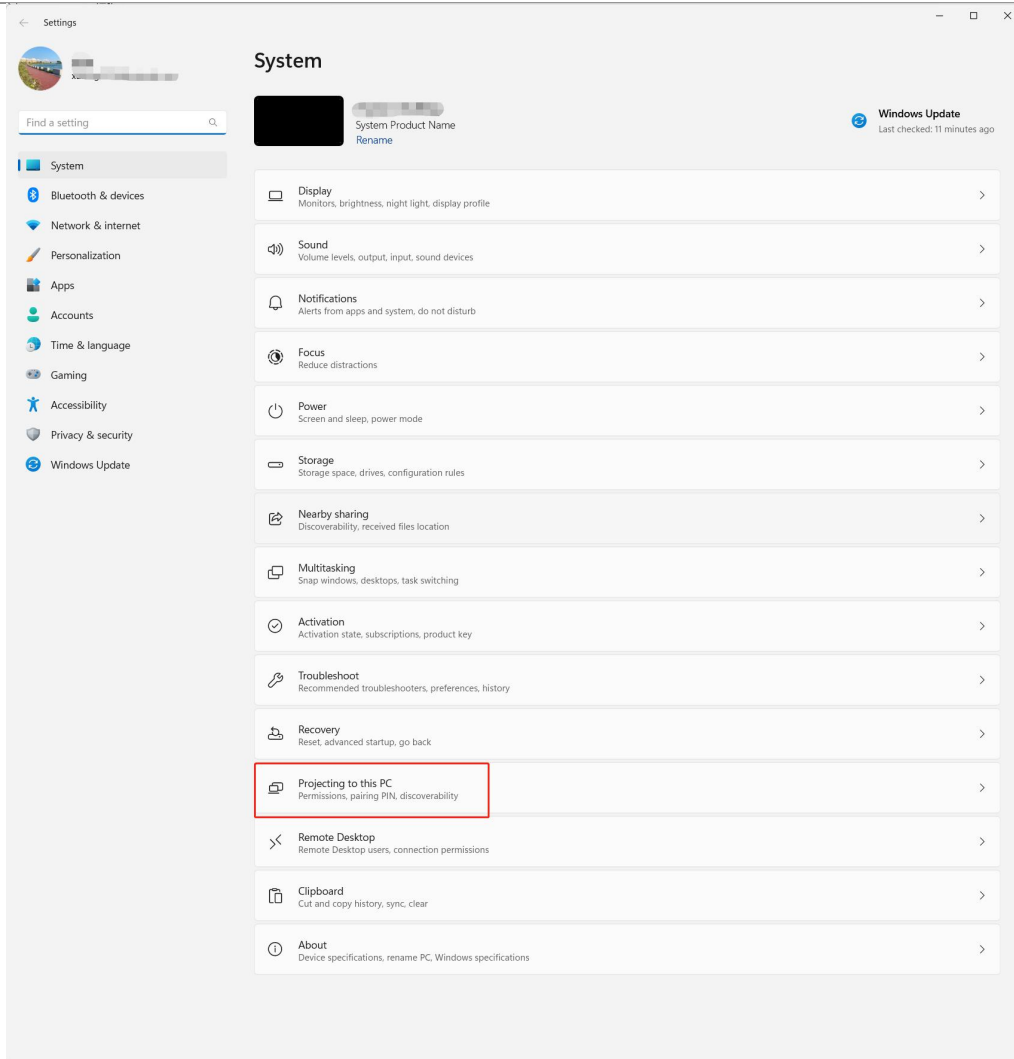 Settings
System
System Product Name
Rename
Windows Update
Last checked: 11 minutes ago
Find a setting
System
Bluetooth & devices
Network & internet
Personalization
Apps
Accounts
Time & language
Gaming
Accessibility
Privacy & security
Windows Update
Display
Monitors, brightness, night light, display profile
Sound
Volume levels, output, input, sound devices
Notifications
Alerts from apps and system, do not disturb
Focus
Reduce distractions
Power
Screen and sleep, power mode
Storage
Storage space, drives, configuration rules
Nearby sharing
Discoverability, received files location
Multitasking
Snap windows, desktops, task switching
Activation
Activation state, subscriptions, product key
Troubleshoot
Recommended troubleshooters, preferences, history
Recovery
Reset, advanced startup, go back
Projecting to this PC
Permissions, pairing PIN, discoverability
Remote Desktop
Remote Desktop users, connection permissions
Clipboard
Cut and copy history, sync, clear
About
Device specifications, rename PC, Windows specifications